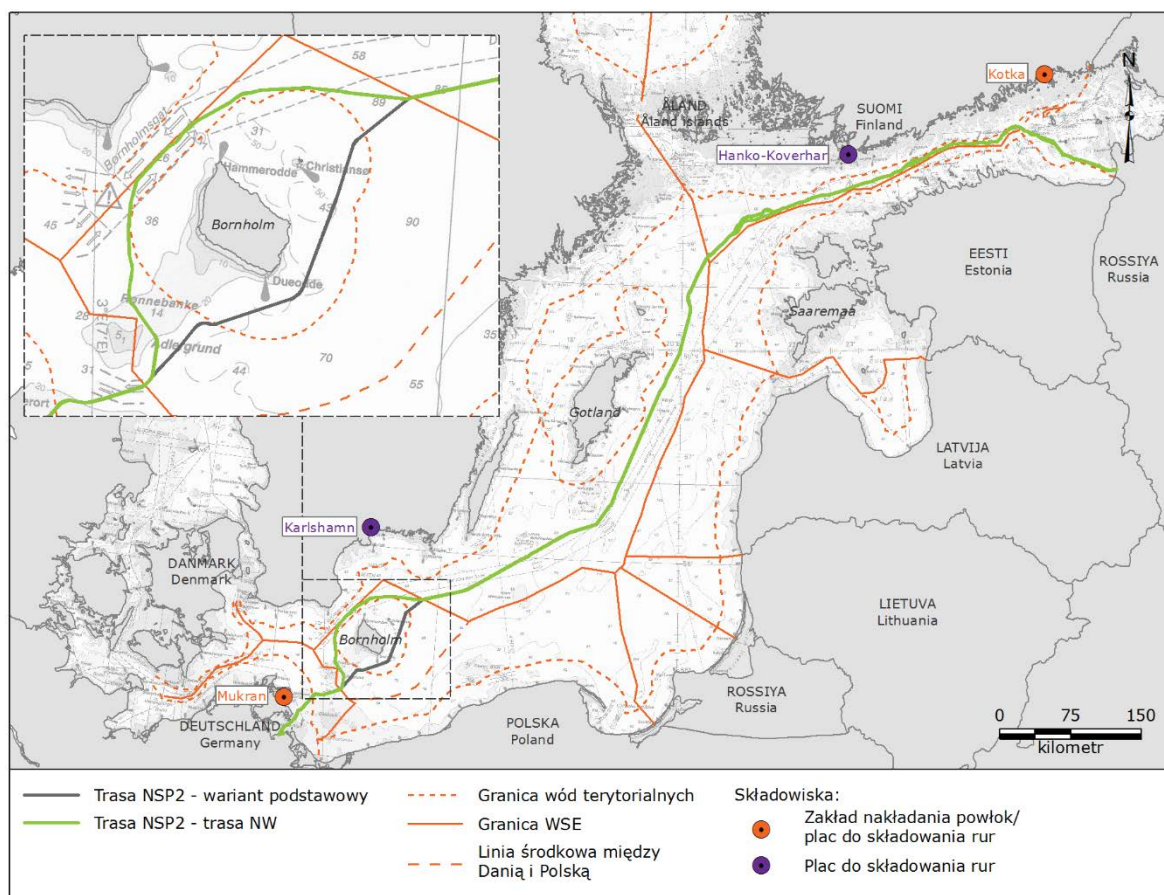 58
85
89
Bornholmsgat
31
26
Hammerodde
Christiansø
43
45
36
Bornholm
90
Dueodde
Rønnebanke
14
28
Adlergrund
31
44
70
35
55
ÅLAND
Åland islands
SUOMI
Finland
Kotka
N
Hanko-Koverhar
EESTI
Estonia
ROSSIYA
Russia
Saaremaa
Gotland
LATVIJA
Latvia
Karlshamn
DANMARK
Denmark
Bornholm
LIETUVA
Lithuania
Mukran
DEUTSCHLAND
Germany
POLSKA
Poland
ROSSIYA
Russia
0 75 150
kilometr
Trasa NSP2 - wariant podstawowy
Trasa NSP2 - trasa NW
Granica wód terytorialnych
Granica WSE
Linia środkowa między
Danią i Polską
Składowiska:
Zakład nakładania powłok/
plac do składowania rur
Plac do składowania rur